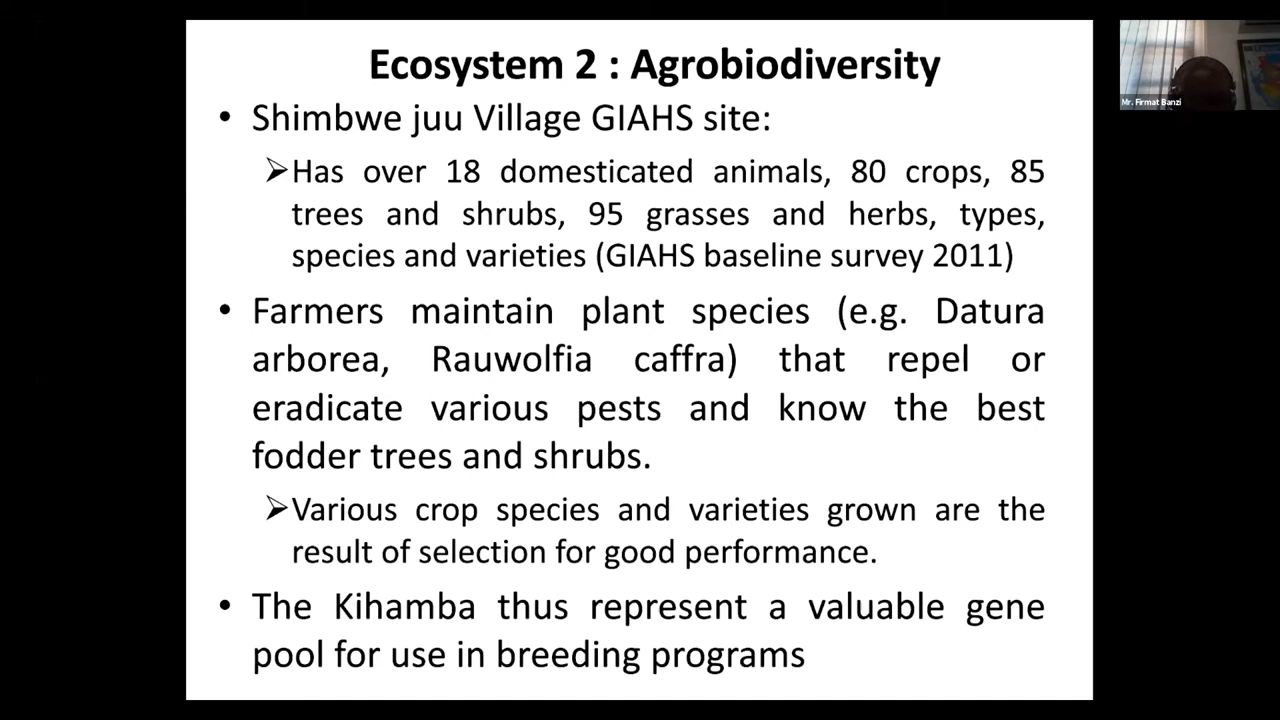 Ecosystem 2 : Agrobiodiversity
• Shimbwe juu Village GIAHS site:
➢Has over 18 domesticated animals, 80 crops, 85
trees and shrubs, 95 grasses and herbs, types,
species and varieties (GIAHS baseline survey 2011)
• Farmers maintain plant species (e.g. Datura
arborea, Rauwolfia caffra) that repel or
eradicate various pests and know the best
fodder trees and shrubs.
➢Various crop species and varieties grown are the
result of selection for good performance.
• The Kihamba thus represent a valuable gene
pool for use in breeding programs
Mr. Firmat Banzi